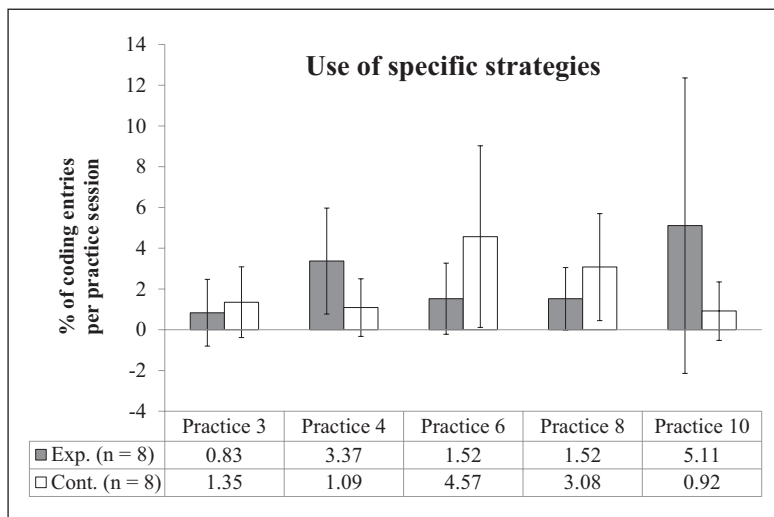 Use of specific strategies
% of coding entries
per practice session
14
12
10
8
6
4
2
0
-2
-4
Practice 3 Practice 4 Practice 6 Practice 8 Practice 10
Exp. (n = 8) 0.83 3.37 1.52 1.52 5.11
Cont. (n = 8) 1.35 1.09 4.57 3.08 0.92